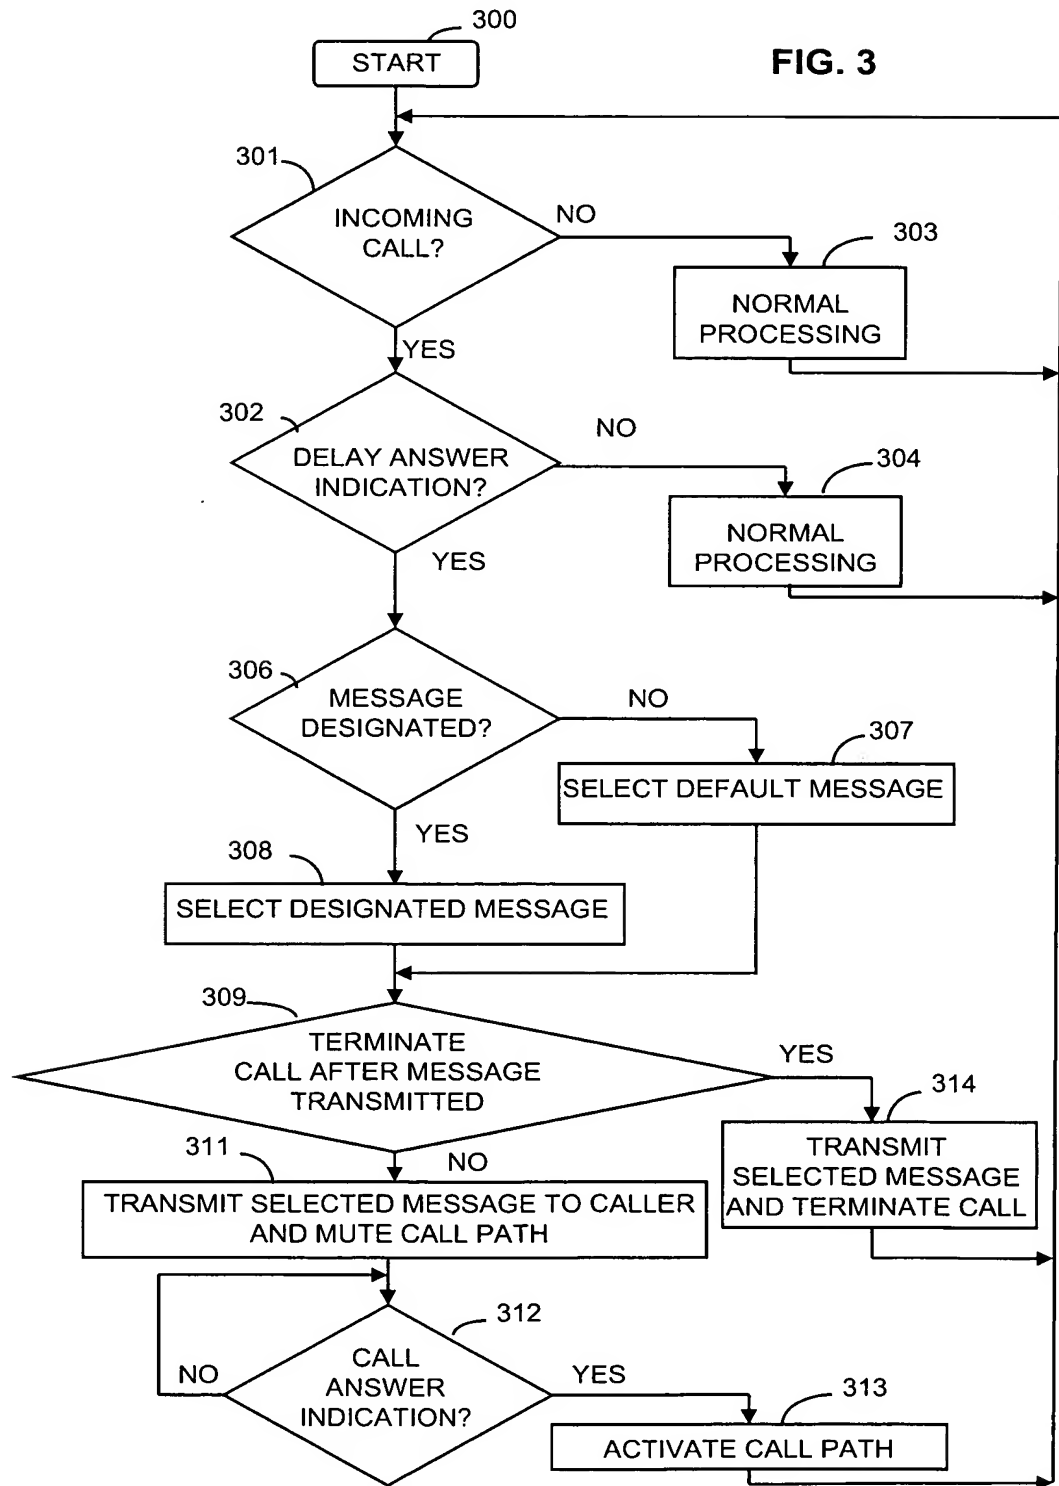 300
START
FIG. 3
301
INCOMING
CALL?
NO
303
NORMAL
PROCESSING
YES
302
DELAY ANSWER
INDICATION?
NO
304
NORMAL
PROCESSING
YES
306
MESSAGE
DESIGNATED?
NO
307
SELECT DEFAULT MESSAGE
YES
308
SELECT DESIGNATED MESSAGE
309
TERMINATE
CALL AFTER MESSAGE
TRANSMITTED
YES
314
TRANSMIT
SELECTED MESSAGE
AND TERMINATE CALL
NO
311
TRANSMIT SELECTED MESSAGE TO CALLER
AND MUTE CALL PATH
312
CALL
ANSWER
INDICATION?
NO
YES
313
ACTIVATE CALL PATH